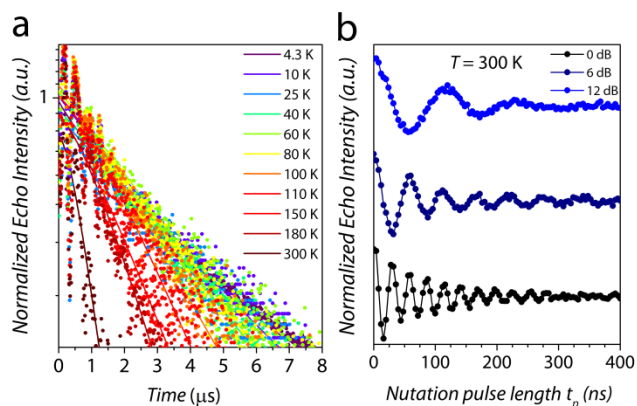 a
Normalized Echo Intensity (a.u.)
1
4.3 K
10 K
25 K
40 K
60 K
80 K
100 K
110 K
150 K
180 K
300 K
0 1 2 3 4 5 6 7 8
Time (μs)
b
Normalized Echo Intensity (a.u.)
T = 300 K
0 dB
6 dB
12 dB
0 100 200 300 400
Nutation pulse length tp (ns)